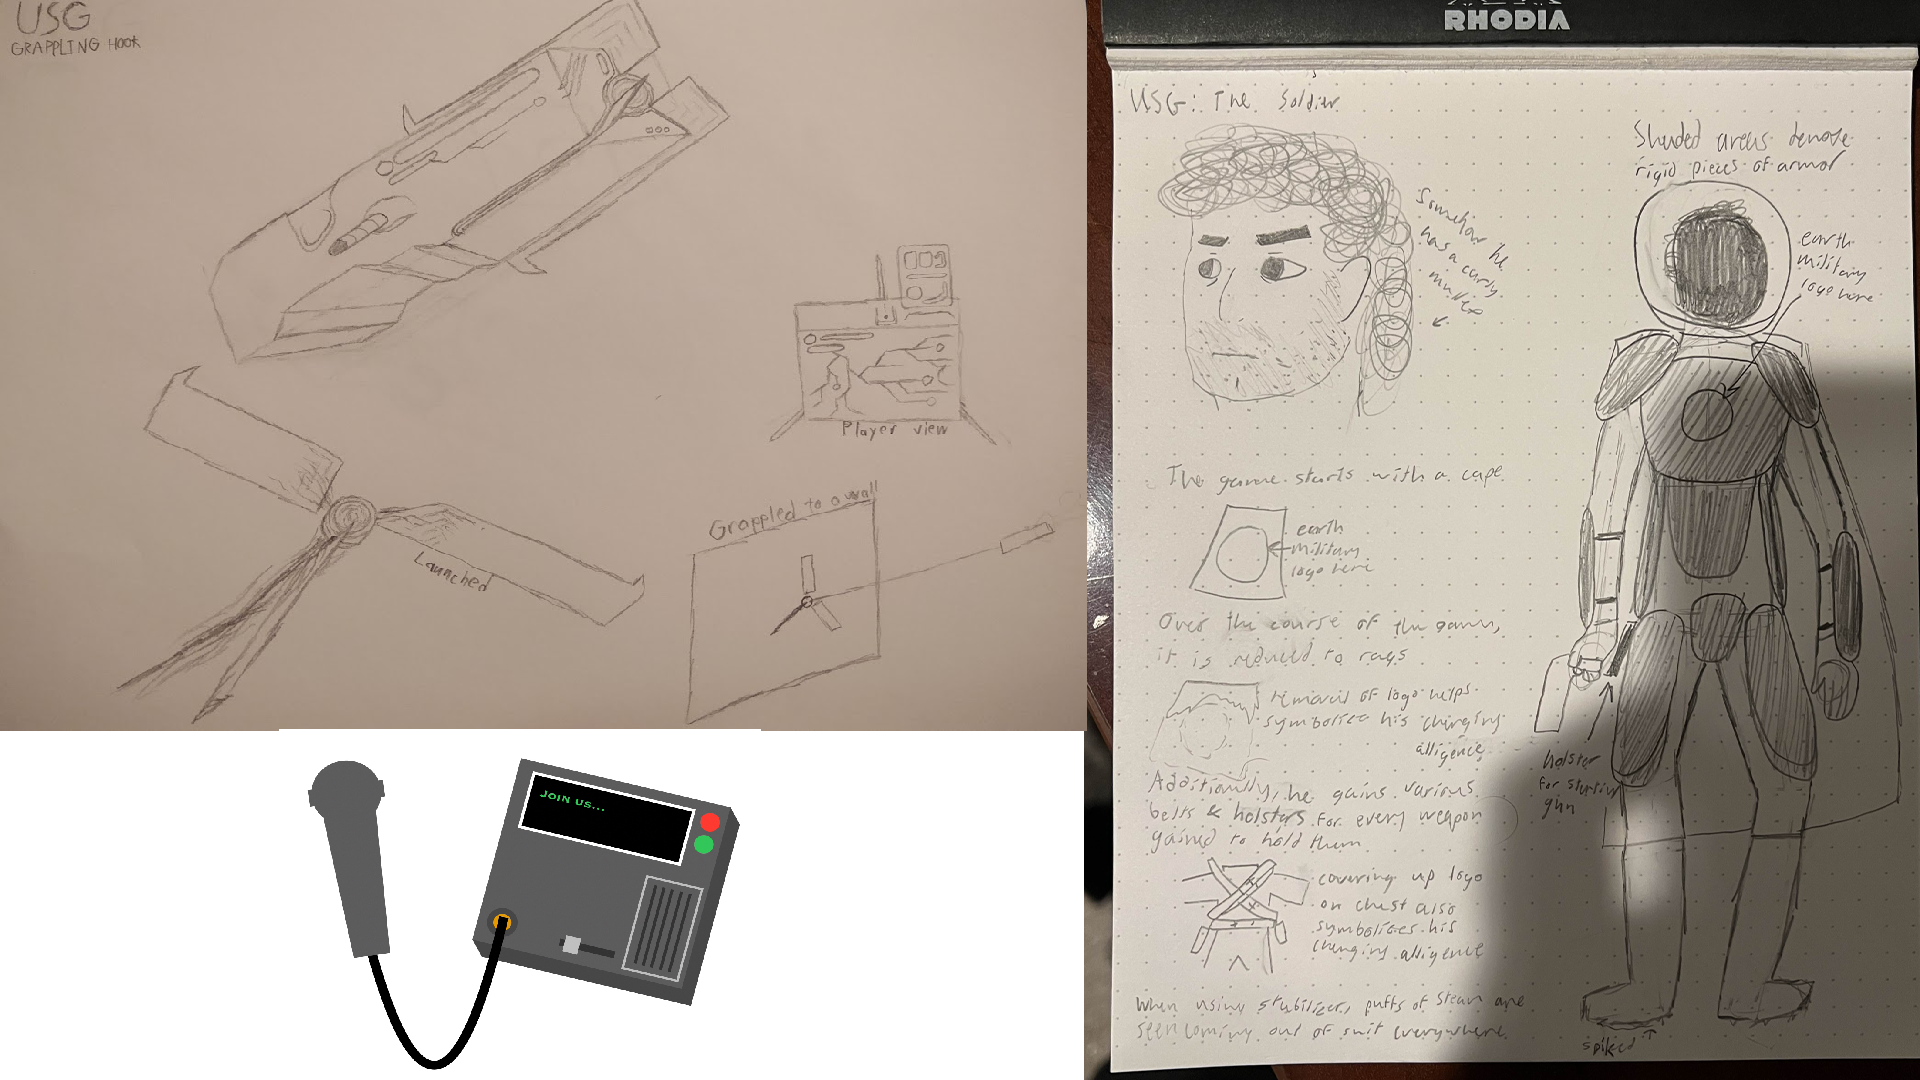 USG
GRAPPLING HOOK
Player view
Grappled to a wall
Launched
JOIN US...
RHODIA
USG: The Soldier
Somehow he
has a curly
mullet
Shaded areas denote
rigid pieces of armor
earth
military
logo here
The game starts with a cape
earth
military
logo here
Over the course of the game,
it is reduced to rags
removal of logo helps
symbolize his changing
alligence
Additionally, he gains various
belts & holsters for every weapon
gained to hold them
covering up logo
on chest also
symbolizes his
changing alligence
holster
for starting
gun
When using stabilizer, puffs of steam are
seen coming out of suit everywhere
spiked